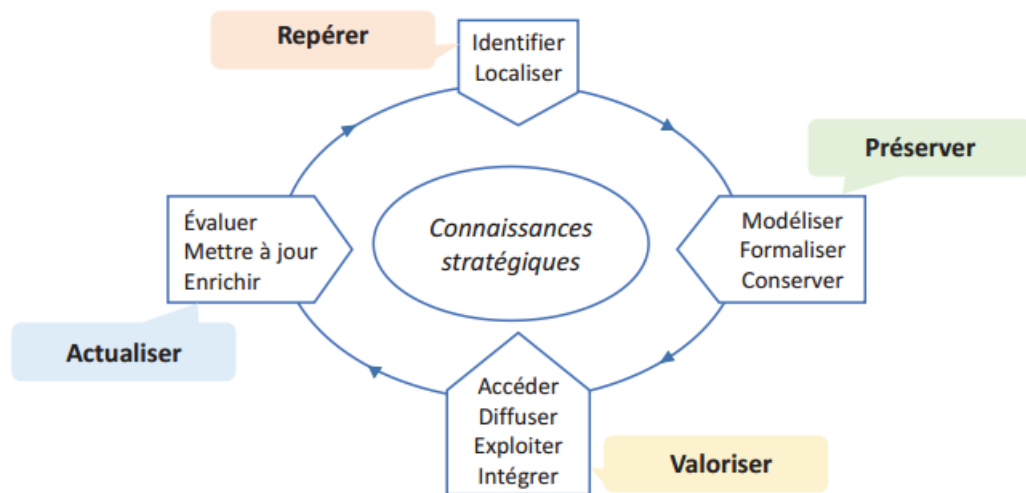 Repérer
Identifier
Localiser
Préserver
Modéliser
Formaliser
Conserver
Connaissances
stratégiques
Évaluer
Mettre à jour
Enrichir
Actualiser
Accéder
Diffuser
Exploiter
Intégrer
Valoriser